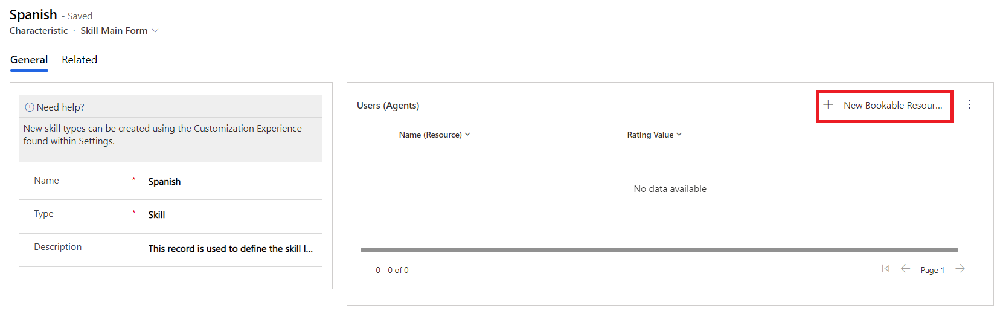 Spanish - Saved
Characteristic · Skill Main Form
General Related
Need help?
New skill types can be created using the Customization Experience
found within Settings.
Name * Spanish
Type * Skill
Description This record is used to define the skill l...
Users (Agents)
New Bookable Resour...
Name (Resource) Rating Value
No data available
0 - 0 of 0
Page 1